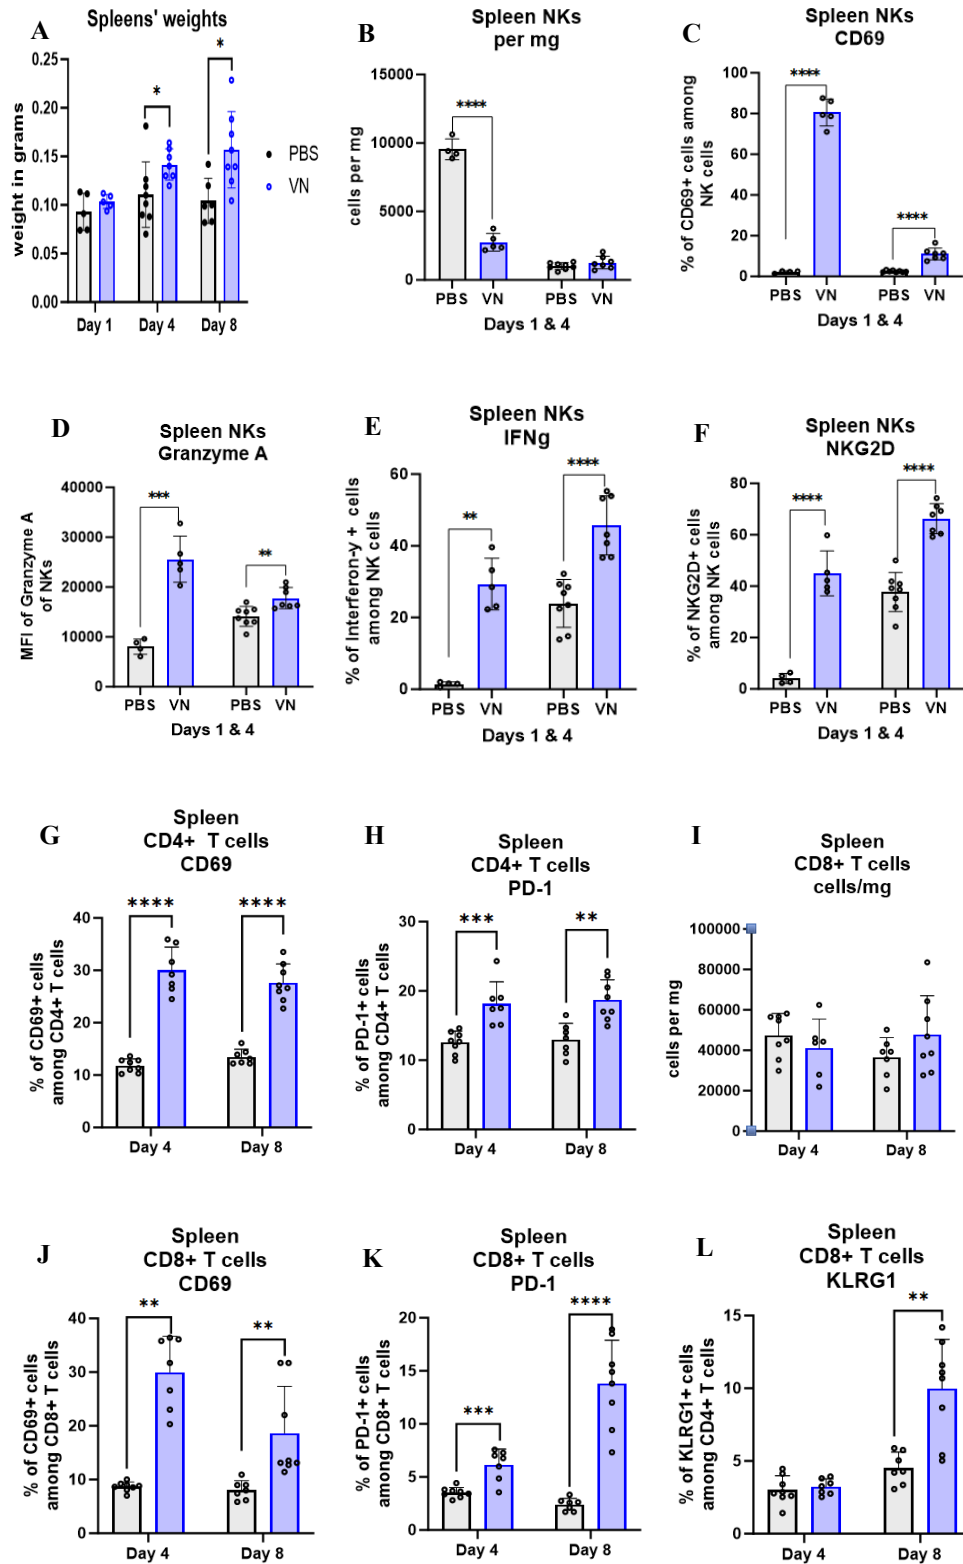 A
Spleens' weights
weight in grams
0.25
0.20
0.15
0.10
0.05
0.00
*
*
Day 1
Day 4
Day 8
PBS
VN
B
Spleen NKs
per mg
cells per mg
15000
10000
5000
0
****
PBS
VN
PBS
VN
Days 1 & 4
C
Spleen NKs
CD69
% of CD69+ cells among
NK cells
100
80
60
40
20
0
****
****
PBS
VN
PBS
VN
Days 1 & 4
D
Spleen NKs
Granzyme A
MFI of Granzyme A
of NKs
40000
30000
20000
10000
0
***
**
PBS
VN
PBS
VN
Days 1 & 4
E
Spleen NKs
IFNg
% of Interferon-y + cells
among NK cells
60
40
20
0
**
****
PBS
VN
PBS
VN
Days 1 & 4
F
Spleen NKs
NKG2D
% of NKG2D+ cells
among NK cells
80
60
40
20
0
****
****
PBS
VN
PBS
VN
Days 1 & 4
G
Spleen
CD4+ T cells
CD69
% of CD69+ cells
among CD4+ T cells
40
30
20
10
0
****
****
Day 4
Day 8
H
Spleen
CD4+ T cells
PD-1
% of PD-1+ cells
among CD4+ T cells
30
20
10
0
***
**
Day 4
Day 8
I
Spleen
CD8+ T cells
cells/mg
cells per mg
100000
80000
60000
40000
20000
0
Day 4
Day 8
J
Spleen
CD8+ T cells
CD69
% of CD69+ cells
among CD8+ T cells
40
30
20
10
0
**
**
Day 4
Day 8
K
Spleen
CD8+ T cells
PD-1
% of PD-1+ cells
among CD8+ T cells
20
15
10
5
0
***
****
Day 4
Day 8
L
Spleen
CD8+ T cells
KLRG1
% of KLRG1+ cells
among CD4+ T cells
15
10
5
0
**
Day 4
Day 8